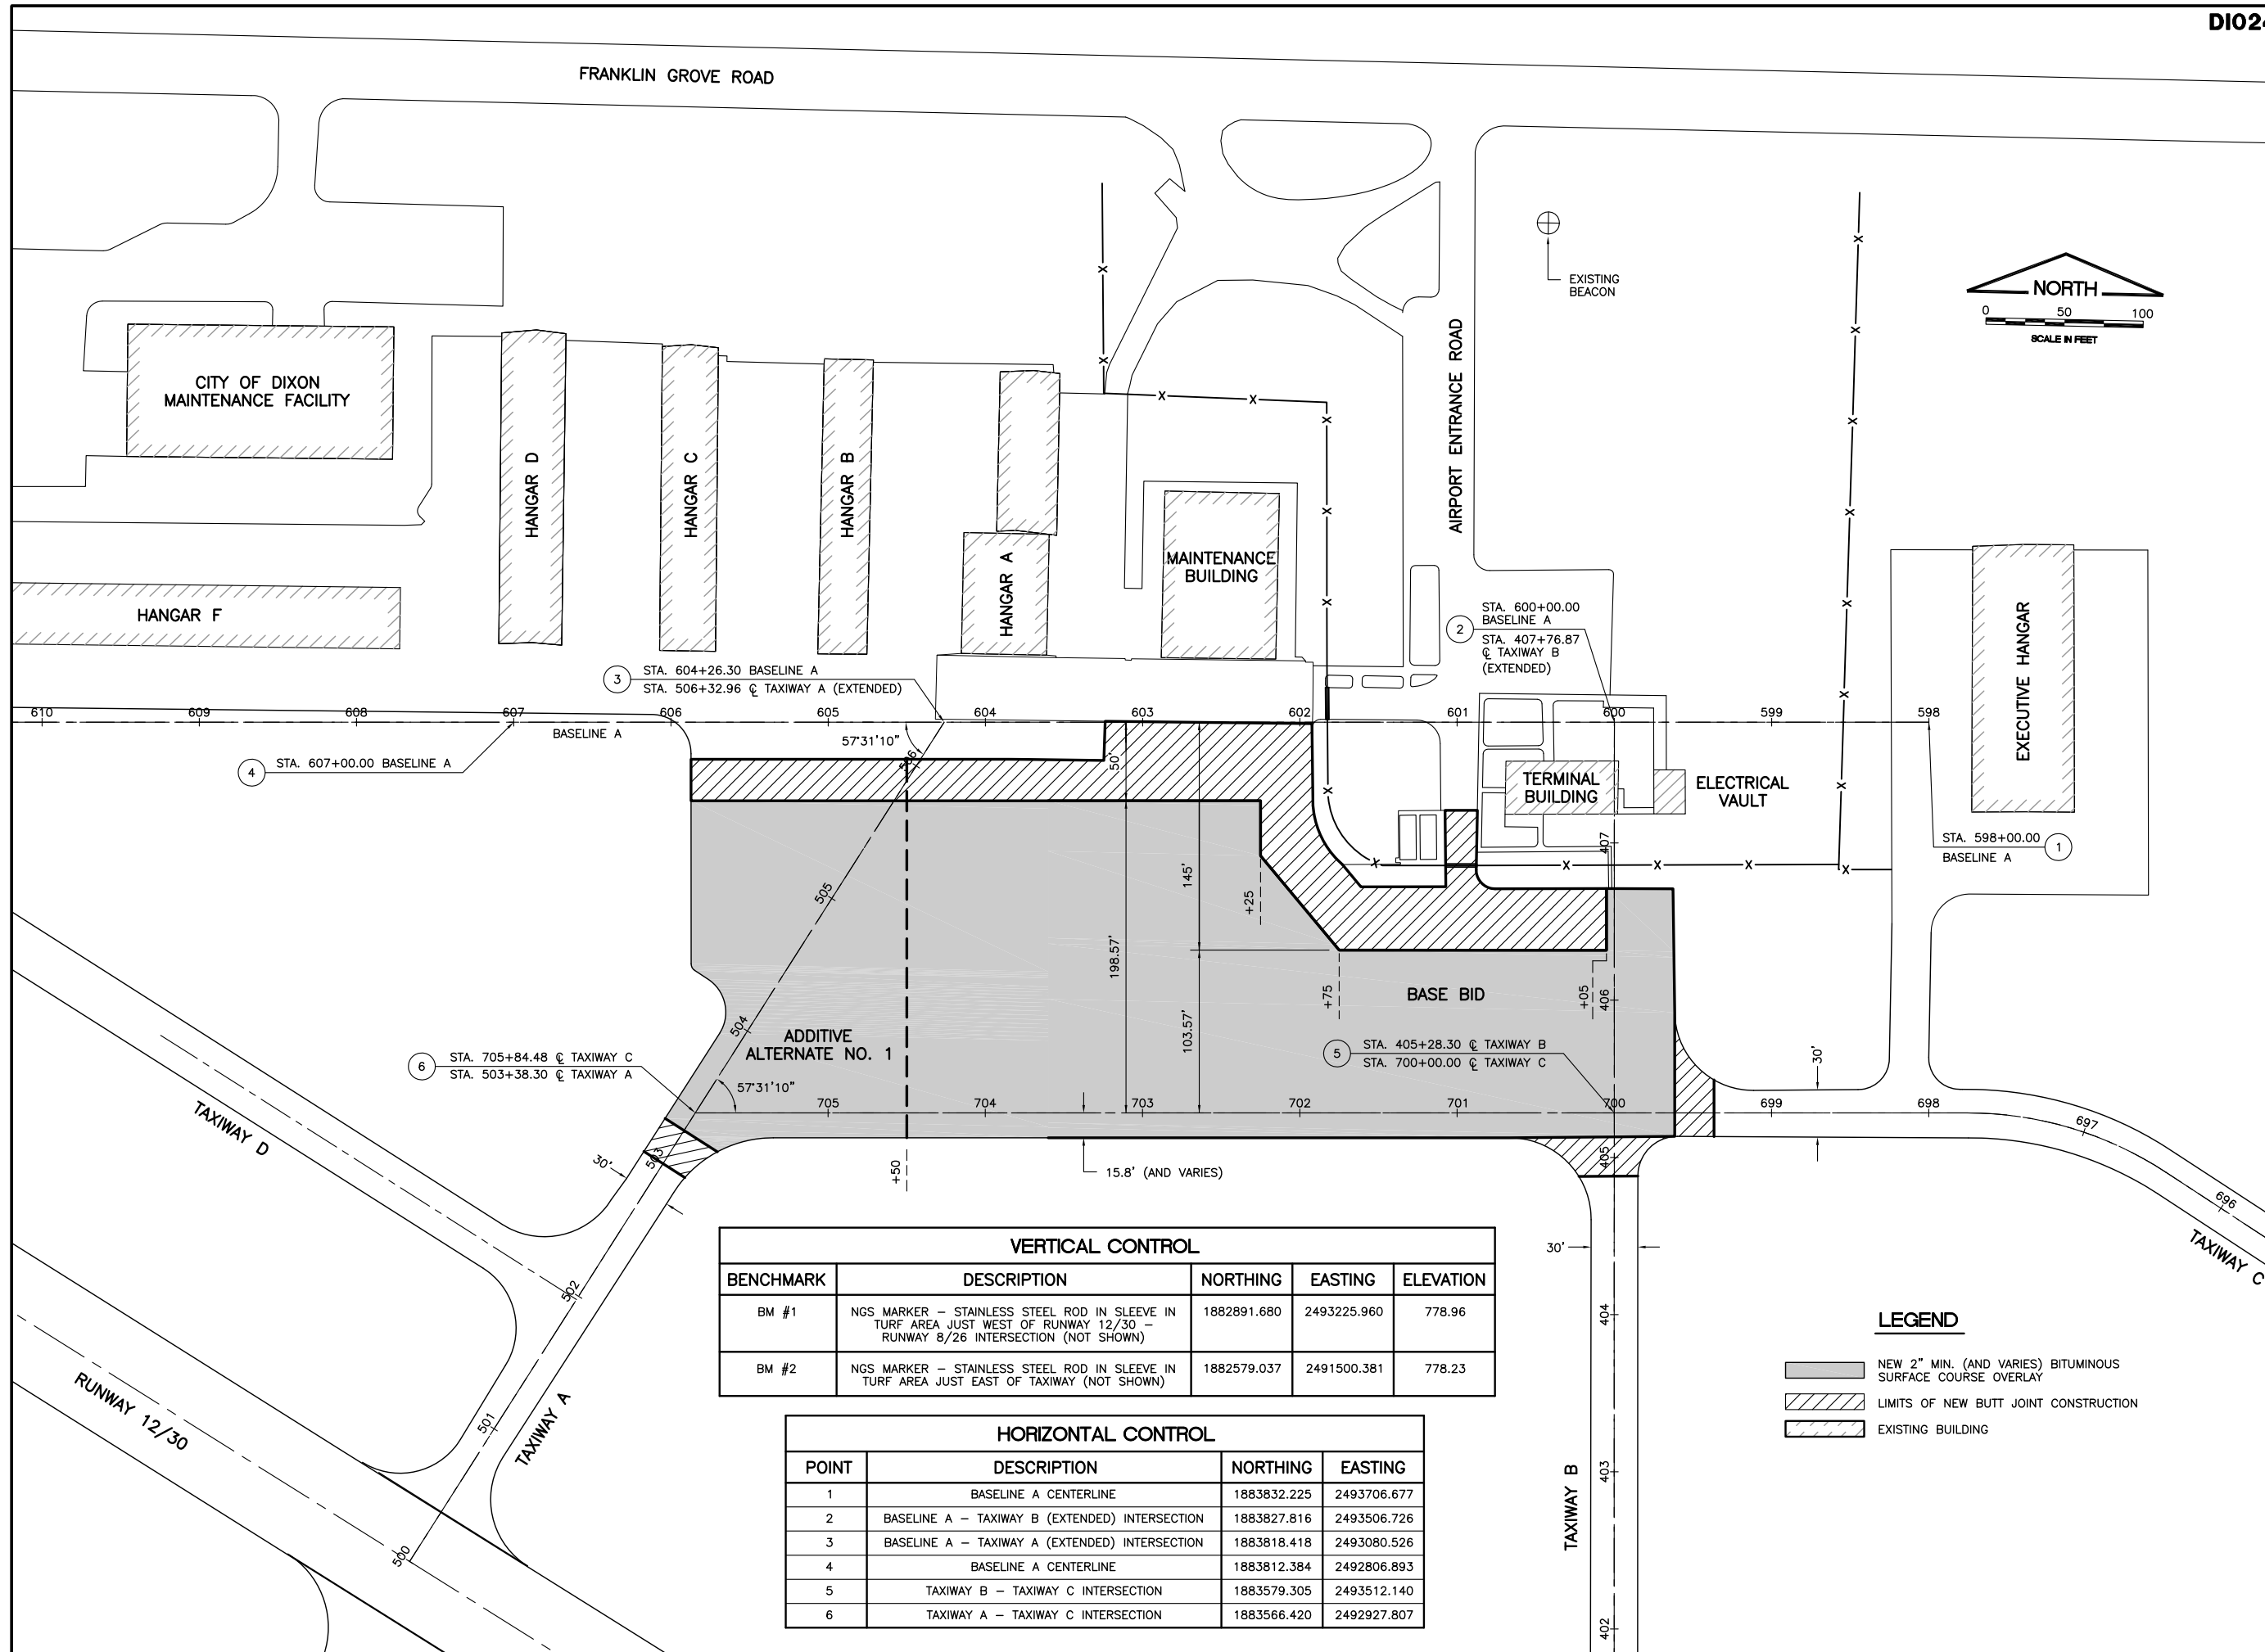 DI024
FRANKLIN GROVE ROAD
EXISTING
BEACON
NORTH
0 50 100
SCALE IN FEET
AIRPORT ENTRANCE ROAD
CITY OF DIXON
MAINTENANCE FACILITY
HANGAR D
HANGAR C
HANGAR B
HANGAR A
MAINTENANCE
BUILDING
HANGAR F
EXECUTIVE HANGAR
2
STA. 600+00.00
BASELINE A
STA. 407+76.87
℄ TAXIWAY B
(EXTENDED)
3
STA. 604+26.30 BASELINE A
STA. 506+32.96 ℄ TAXIWAY A (EXTENDED)
610 609 608 607 606 605 604 603 602 601 600 599 598
BASELINE A
57°31'10"
4
STA. 607+00.00 BASELINE A
506
50'
TERMINAL
BUILDING
ELECTRICAL
VAULT
STA. 598+00.00
BASELINE A
1
407
505
145'
+25
198.57'
+75
BASE BID
+05
406
504
ADDITIVE
ALTERNATE NO. 1
103.57'
6
STA. 705+84.48 ℄ TAXIWAY C
STA. 503+38.30 ℄ TAXIWAY A
5
STA. 405+28.30 ℄ TAXIWAY B
STA. 700+00.00 ℄ TAXIWAY C
30'
57°31'10"
705 704 703 702 701 700 699 698
697
696
TAXIWAY C
TAXIWAY D
30'
503
+50
15.8' (AND VARIES)
405
30'
502
404
501
TAXIWAY A
RUNWAY 12/30
500
403
TAXIWAY B
402
VERTICAL CONTROL
BENCHMARK DESCRIPTION NORTHING EASTING ELEVATION
BM #1 NGS MARKER – STAINLESS STEEL ROD IN SLEEVE IN 1882891.680 2493225.960 778.96
TURF AREA JUST WEST OF RUNWAY 12/30 –
RUNWAY 8/26 INTERSECTION (NOT SHOWN)
BM #2 NGS MARKER – STAINLESS STEEL ROD IN SLEEVE IN 1882579.037 2491500.381 778.23
TURF AREA JUST EAST OF TAXIWAY (NOT SHOWN)
HORIZONTAL CONTROL
POINT DESCRIPTION NORTHING EASTING
1 BASELINE A CENTERLINE 1883832.225 2493706.677
2 BASELINE A – TAXIWAY B (EXTENDED) INTERSECTION 1883827.816 2493506.726
3 BASELINE A – TAXIWAY A (EXTENDED) INTERSECTION 1883818.418 2493080.526
4 BASELINE A CENTERLINE 1883812.384 2492806.893
5 TAXIWAY B – TAXIWAY C INTERSECTION 1883579.305 2493512.140
6 TAXIWAY A – TAXIWAY C INTERSECTION 1883566.420 2492927.807
LEGEND
NEW 2" MIN. (AND VARIES) BITUMINOUS
SURFACE COURSE OVERLAY
LIMITS OF NEW BUTT JOINT CONSTRUCTION
EXISTING BUILDING